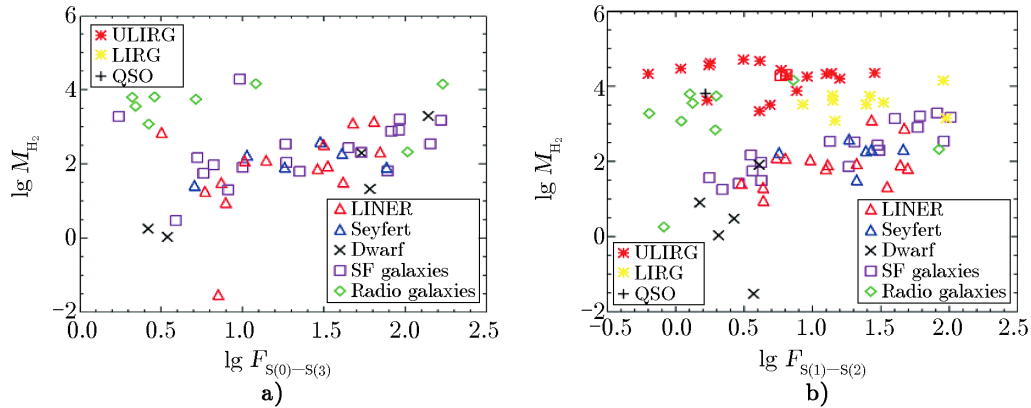 6
4
2
0
−2
0.0
0.5
1.0
1.5
2.0
2.5
lg M_H₂
lg F_S(0)−S(3)
ULIRG
LIRG
QSO
LINER
Seyfert
Dwarf
SF galaxies
Radio galaxies
a)
6
4
2
0
−2
−0.5
0.0
0.5
1.0
1.5
2.0
2.5
lg M_H₂
lg F_S(1)−S(2)
ULIRG
LIRG
QSO
LINER
Seyfert
Dwarf
SF galaxies
Radio galaxies
b)